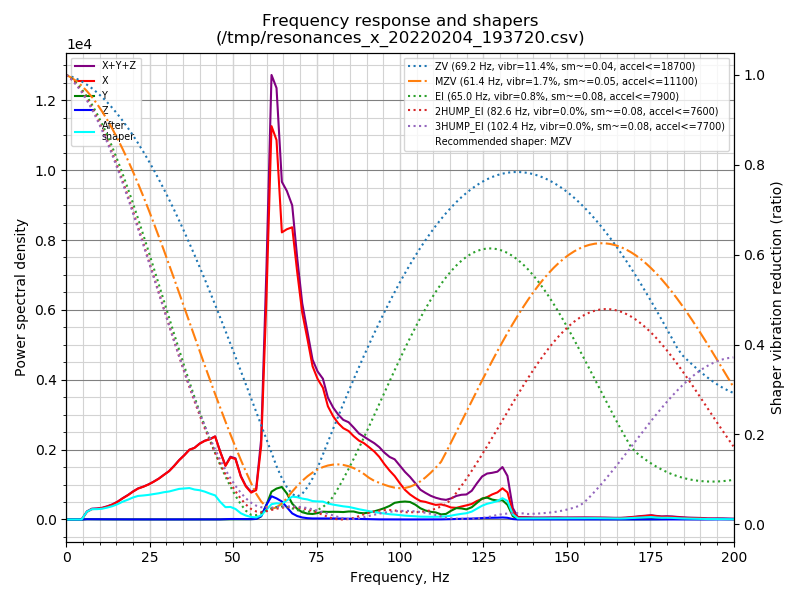 Frequency response and shapers
(/tmp/resonances_x_20220204_193720.csv)
1e4
X+Y+Z
X
Y
Z
After
shaper
ZV (69.2 Hz, vibr=11.4%, sm~=0.04, accel<=18700)
MZV (61.4 Hz, vibr=1.7%, sm~=0.05, accel<=11100)
EI (65.0 Hz, vibr=0.8%, sm~=0.08, accel<=7900)
2HUMP_EI (82.6 Hz, vibr=0.0%, sm~=0.08, accel<=7600)
3HUMP_EI (102.4 Hz, vibr=0.0%, sm~=0.08, accel<=7700)
Recommended shaper: MZV
Power spectral density
1.2
1.0
0.8
0.6
0.4
0.2
0.0
1.0
0.8
0.6
0.4
0.2
0.0
Shaper vibration reduction (ratio)
0 25 50 75 100 125 150 175 200
Frequency, Hz